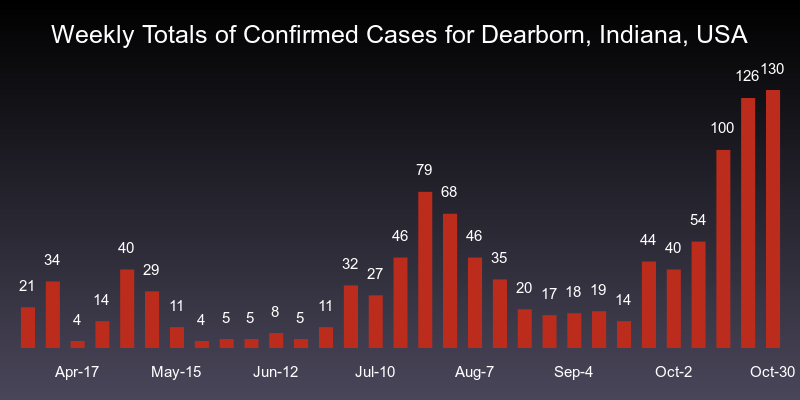 Weekly Totals of Confirmed Cases for Dearborn, Indiana, USA
21 34 4 14 40 29 11 4 5 5 8 5 11 32 27 46 79 68 46 35 20 17 18 19 14 44 40 54 100 126 130
Apr-17 May-15 Jun-12 Jul-10 Aug-7 Sep-4 Oct-2 Oct-30